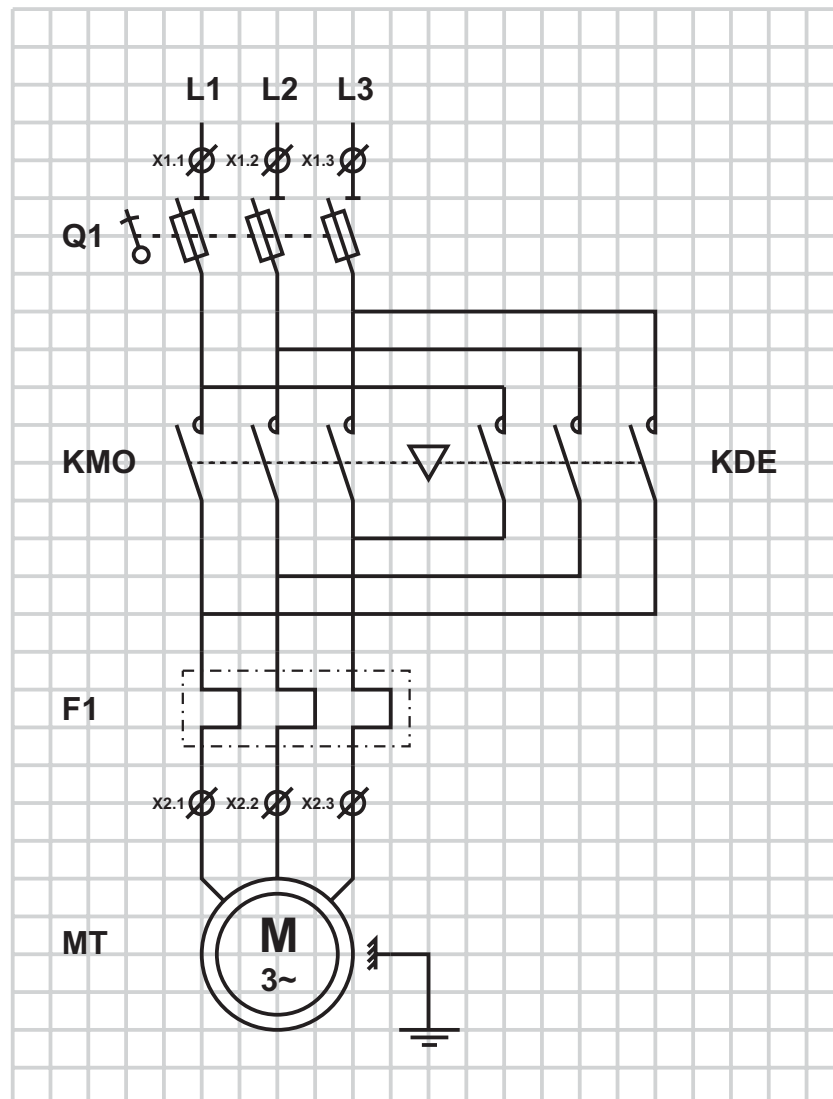 L1 L2 L3
X1.1 X1.2 X1.3
Q1
KMO KDE
F1
X2.1 X2.2 X2.3
MT M
3~